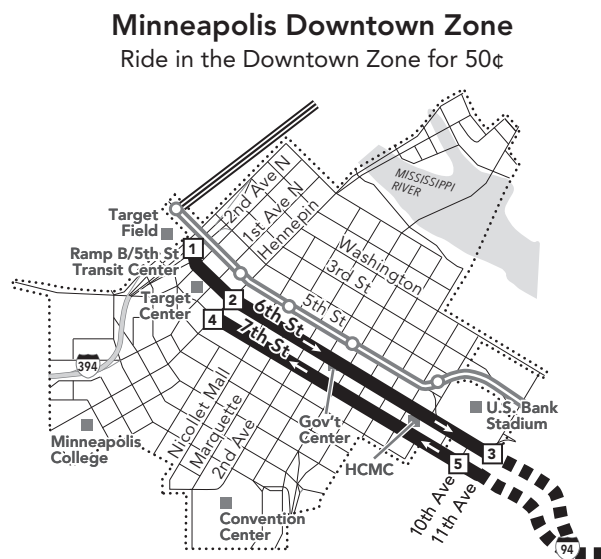 Minneapolis Downtown Zone
Ride in the Downtown Zone for 50¢
MISSISSIPPI
RIVER
2nd Ave N
1st Ave N
Hennepin
Washington
3rd St
5th St
Target
Field
1
Ramp B/5th St
Transit Center
Target
Center
2
4
6th St
7th St
394
Nicollet Mall
Marquette
2nd Ave
Minneapolis
College
Gov't
Center
HCMC
U.S. Bank
Stadium
3
5
10th Ave
11th Ave
Convention
Center
94